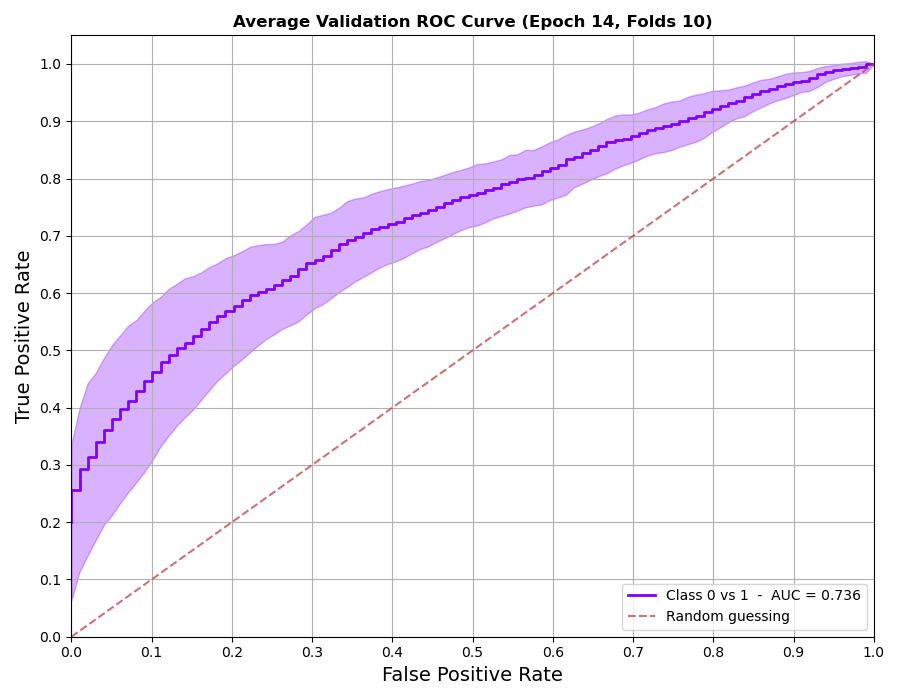 Average Validation ROC Curve (Epoch 14, Folds 10)
True Positive Rate
1.0
0.9
0.8
0.7
0.6
0.5
0.4
0.3
0.2
0.1
0.0
Class 0 vs 1 - AUC = 0.736
Random guessing
0.0 0.1 0.2 0.3 0.4 0.5 0.6 0.7 0.8 0.9 1.0
False Positive Rate